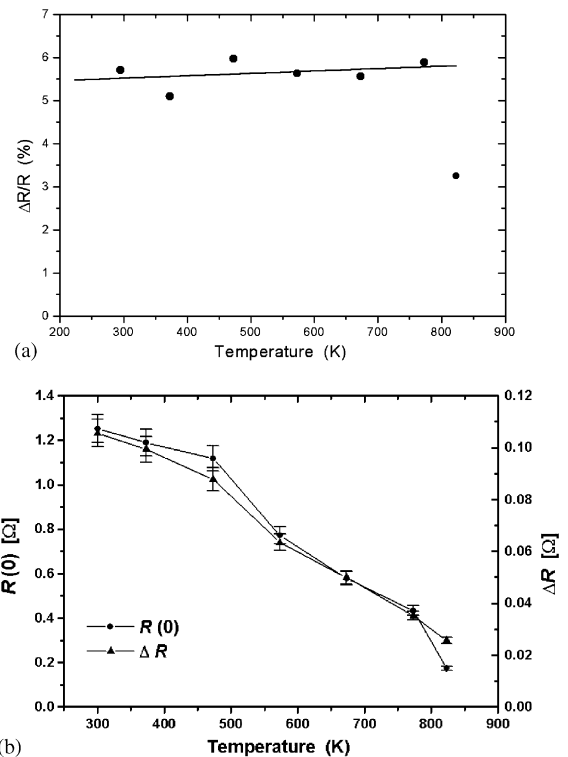 7
6
5
4
3
2
1
0
ΔR/R (%)
200 300 400 500 600 700 800 900
Temperature (K)
(a)
1.4
1.2
1.0
0.8
0.6
0.4
0.2
0.0
R(0) [Ω]
0.12
0.10
0.08
0.06
0.04
0.02
0.00
ΔR [Ω]
R (0)
Δ R
300 400 500 600 700 800 900
Temperature (K)
(b)